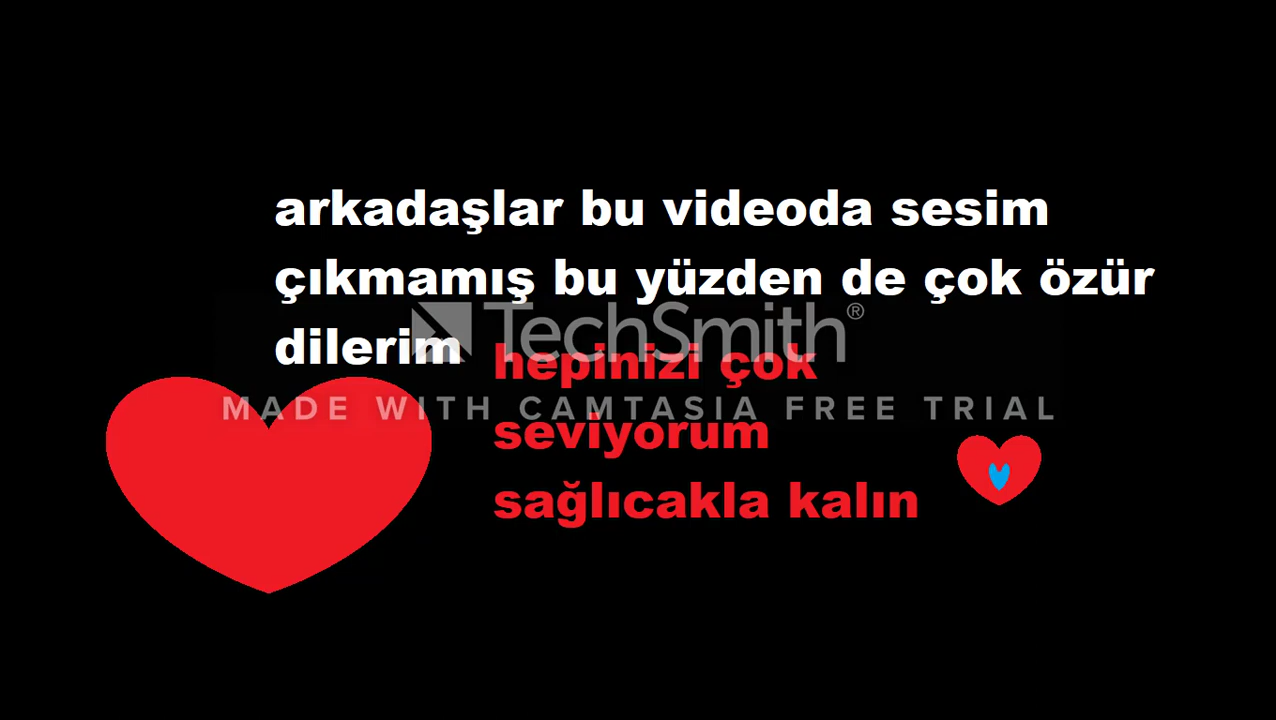 arkadaşlar bu videoda sesim
çıkmamış bu yüzden de çok özür
dilerim
TechSmith®
hepinizi çok
MADE WITH CAMTASIA FREE TRIAL
seviyorum
sağlıcakla kalın